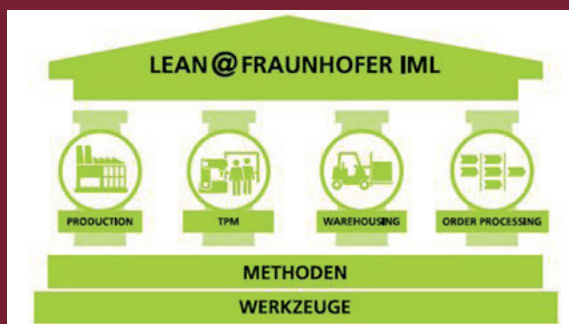 LEAN@FRAUNHOFER IML
PRODUCTION
TPM
WAREHOUSING
ORDER PROCESSING
METHODEN
WERKZEUGE